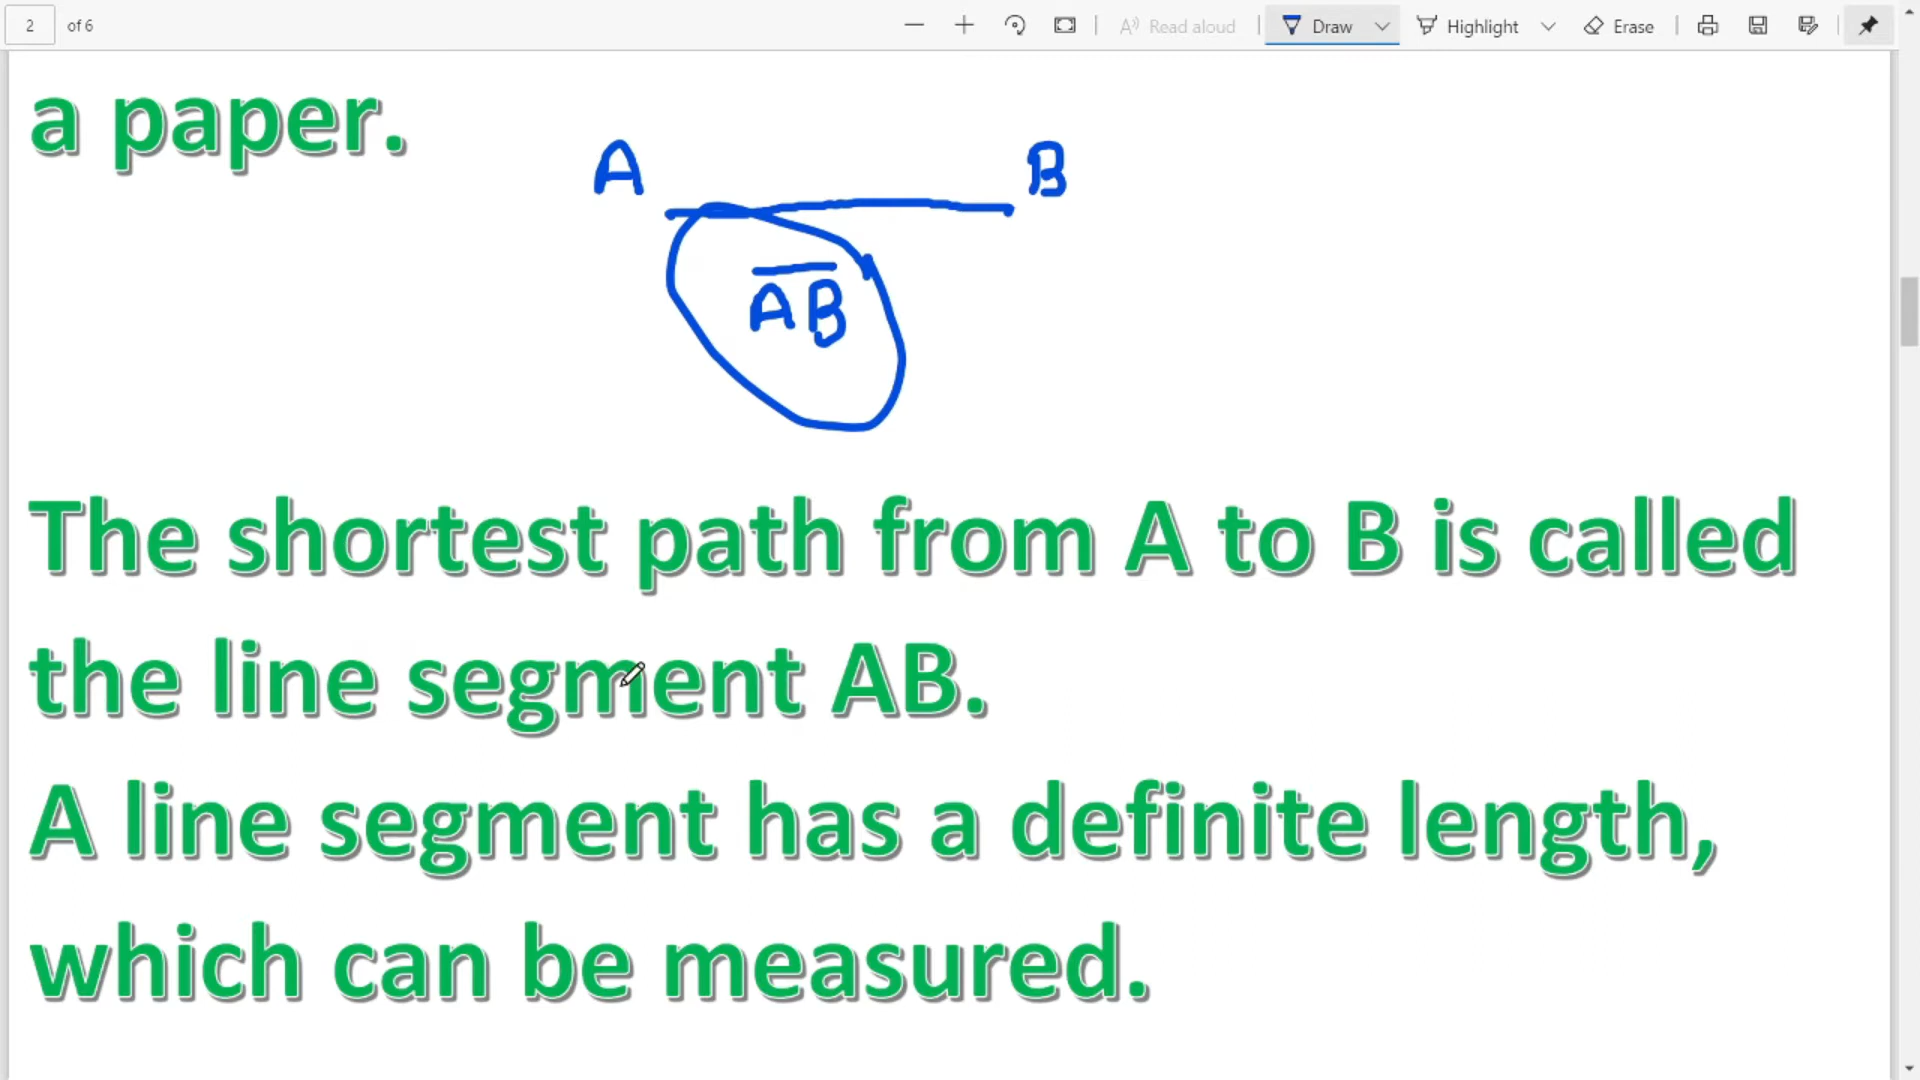 2 of 6 Read aloud Draw Highlight Erase
a paper.
A B
AB
The shortest path from A to B is called
the line segment AB.
A line segment has a definite length,
which can be measured.